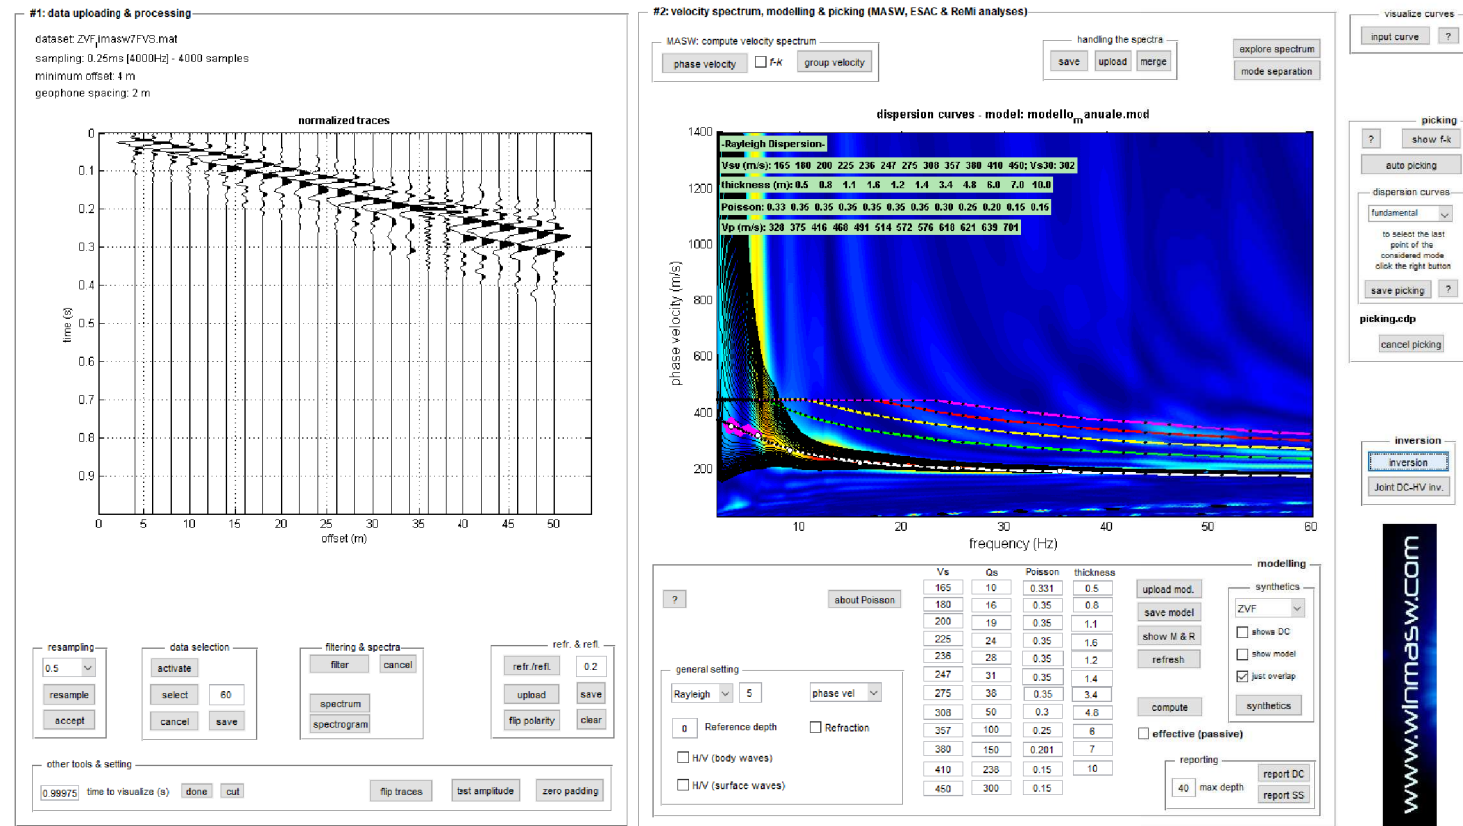 #1: data uploading & processing
dataset: ZVF_imasw7FVS.mat
sampling: 0.25ms [4000Hz] - 4000 samples
minimum offset: 4 m
geophone spacing: 2 m
normalized traces
0
0.1
0.2
0.3
0.4
0.5
0.6
0.7
0.8
0.9
time (s)
0 5 10 15 20 25 30 35 40 45 50
offset (m)
resampling
0.5
resample
accept
data selection
activate
select 60
cancel save
filtering & spectra
filter cancel
spectrum
spectrogram
refr. & refl.
refr./refl. 0.2
upload save
flip polarity clear
other tools & setting
0.99975 time to visualize (s) done cut flip traces test amplitude zero padding
#2: velocity spectrum, modelling & picking (MASW, ESAC & ReMi analyses)
MASW: compute velocity spectrum
phase velocity f-k group velocity
handling the spectra
save upload merge
explore spectrum
mode separation
dispersion curves - model: modello_manuale.mod
-Rayleigh Dispersion-
Vsv (m/s): 165 180 200 225 236 247 275 308 357 380 410 450; Vs30: 302
thickness (m): 0.5 0.8 1.1 1.6 1.2 1.4 3.4 4.8 6.0 7.0 10.0
Poisson: 0.33 0.35 0.35 0.35 0.35 0.35 0.35 0.30 0.25 0.20 0.15 0.15
Vp (m/s): 328 375 416 468 491 514 572 576 618 621 639 701
1400
1200
1000
800
600
400
200
phase velocity (m/s)
10 20 30 40 50 60
frequency (Hz)
modelling
?
about Poisson
general setting
Rayleigh 5 phase vel
0 Reference depth Refraction
H/V (body waves)
H/V (surface waves)
Vs Qs Poisson thickness
165 10 0.331 0.5
180 16 0.35 0.8
200 19 0.35 1.1
225 24 0.35 1.6
236 28 0.35 1.2
247 31 0.35 1.4
275 38 0.35 3.4
308 50 0.3 4.8
357 100 0.25 6
380 150 0.201 7
410 238 0.15 10
450 300 0.15
upload mod.
save model
show M & R
refresh
compute
effective (passive)
synthetics
ZVF
shows DC
show model
just overlap
synthetics
reporting
40 max depth
report DC
report SS
visualize curves
input curve ?
picking
? show f-k
auto picking
dispersion curves
fundamental
to select the last
point of the
considered mode
click the right button
save picking ?
picking.cdp
cancel picking
inversion
inversion
Joint DC-HV inv.
www.winmasw.com